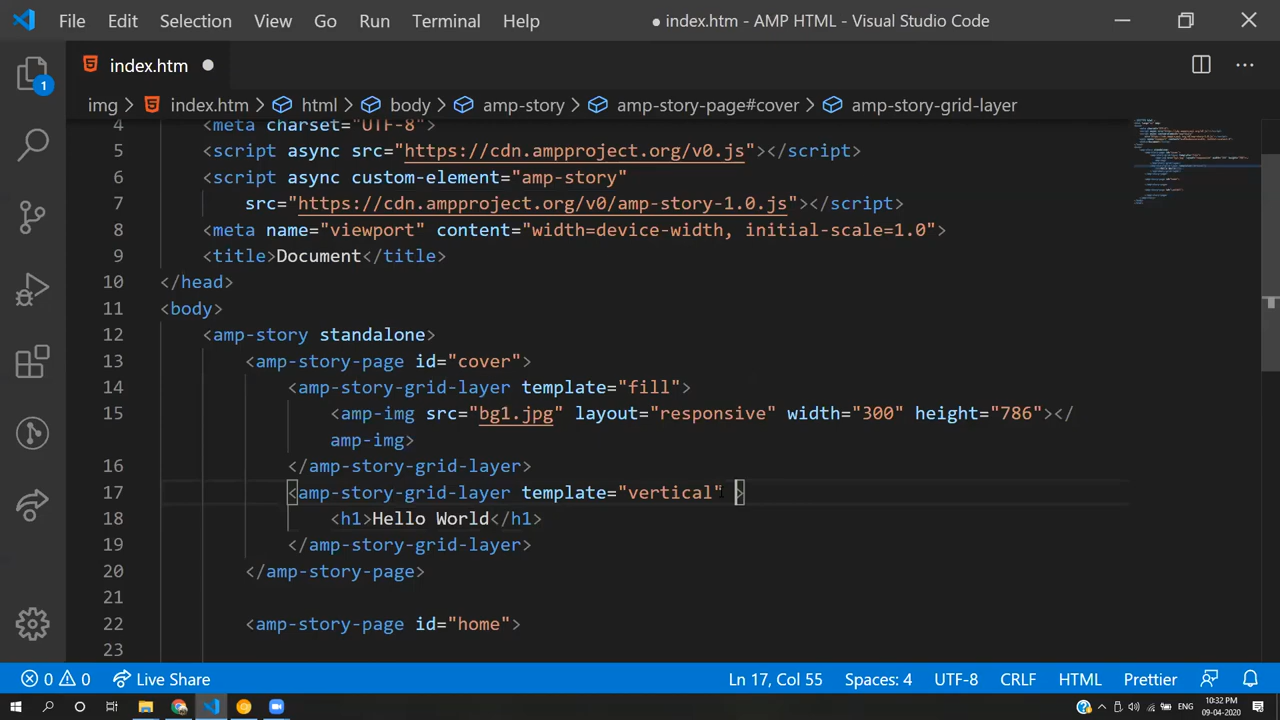 File Edit Selection View Go Run Terminal Help ● index.htm - AMP HTML - Visual Studio Code
index.htm ●
1
img > index.htm > html > body > amp-story > amp-story-page#cover > amp-story-grid-layer
4 <meta charset="UTF-8">
5 <script async src="https://cdn.ampproject.org/v0.js"></script>
6 <script async custom-element="amp-story"
7 src="https://cdn.ampproject.org/v0/amp-story-1.0.js"></script>
8 <meta name="viewport" content="width=device-width, initial-scale=1.0">
9 <title>Document</title>
10 </head>
11 <body>
12 <amp-story standalone>
13 <amp-story-page id="cover">
14 <amp-story-grid-layer template="fill">
15 <amp-img src="bg1.jpg" layout="responsive" width="300" height="786"></
amp-img>
16 </amp-story-grid-layer>
17 <amp-story-grid-layer template="vertical" >
18 <h1>Hello World</h1>
19 </amp-story-grid-layer>
20 </amp-story-page>
21
22 <amp-story-page id="home">
23
0 0 Live Share Ln 17, Col 55 Spaces: 4 UTF-8 CRLF HTML Prettier
ENG 10:32 PM
09-04-2020